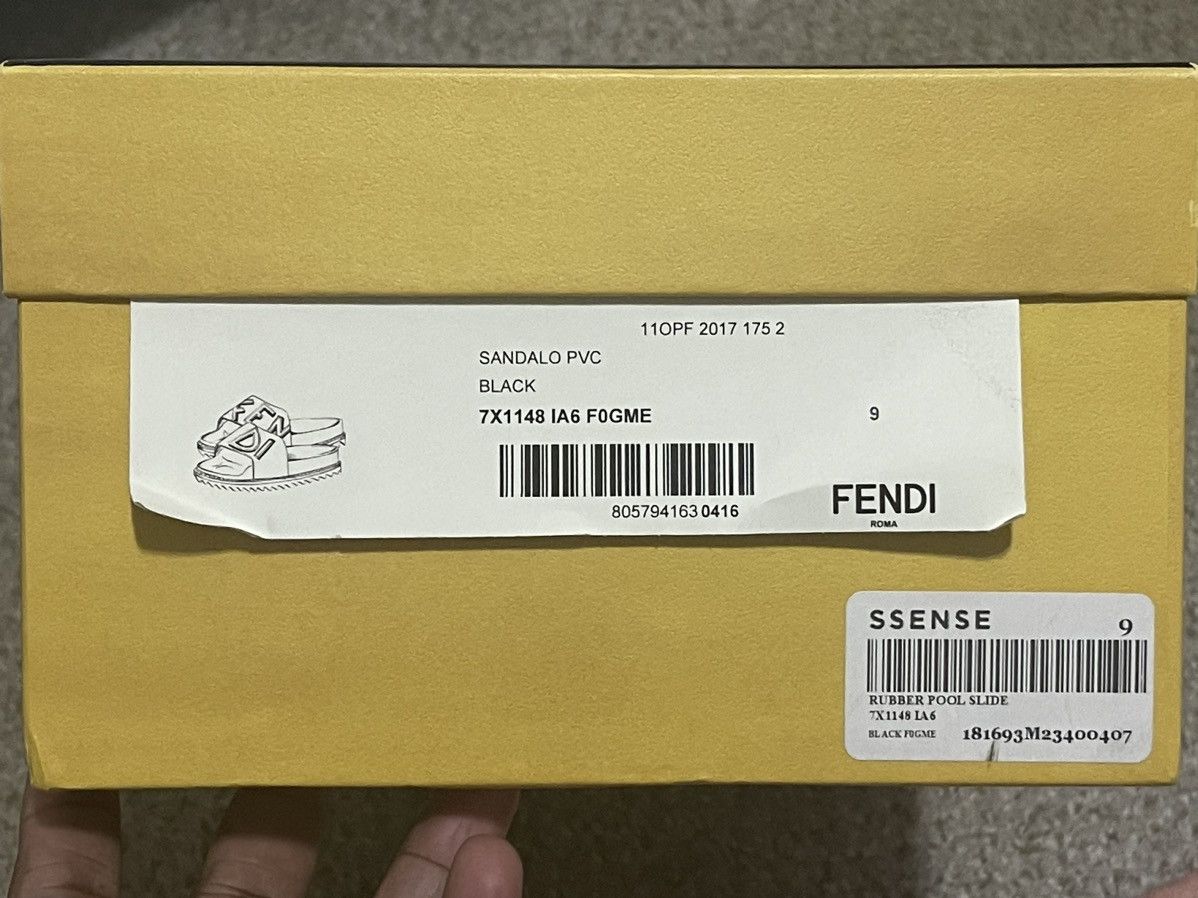 11OPF 2017 175 2
SANDALO PVC
BLACK
7X1148 IA6 F0GME 9
8057941630416
FENDI
ROMA
FENDI
SSENSE 9
RUBBER POOL SLIDE
7X1148 IA6
BLACK F0GME 181693M23400407